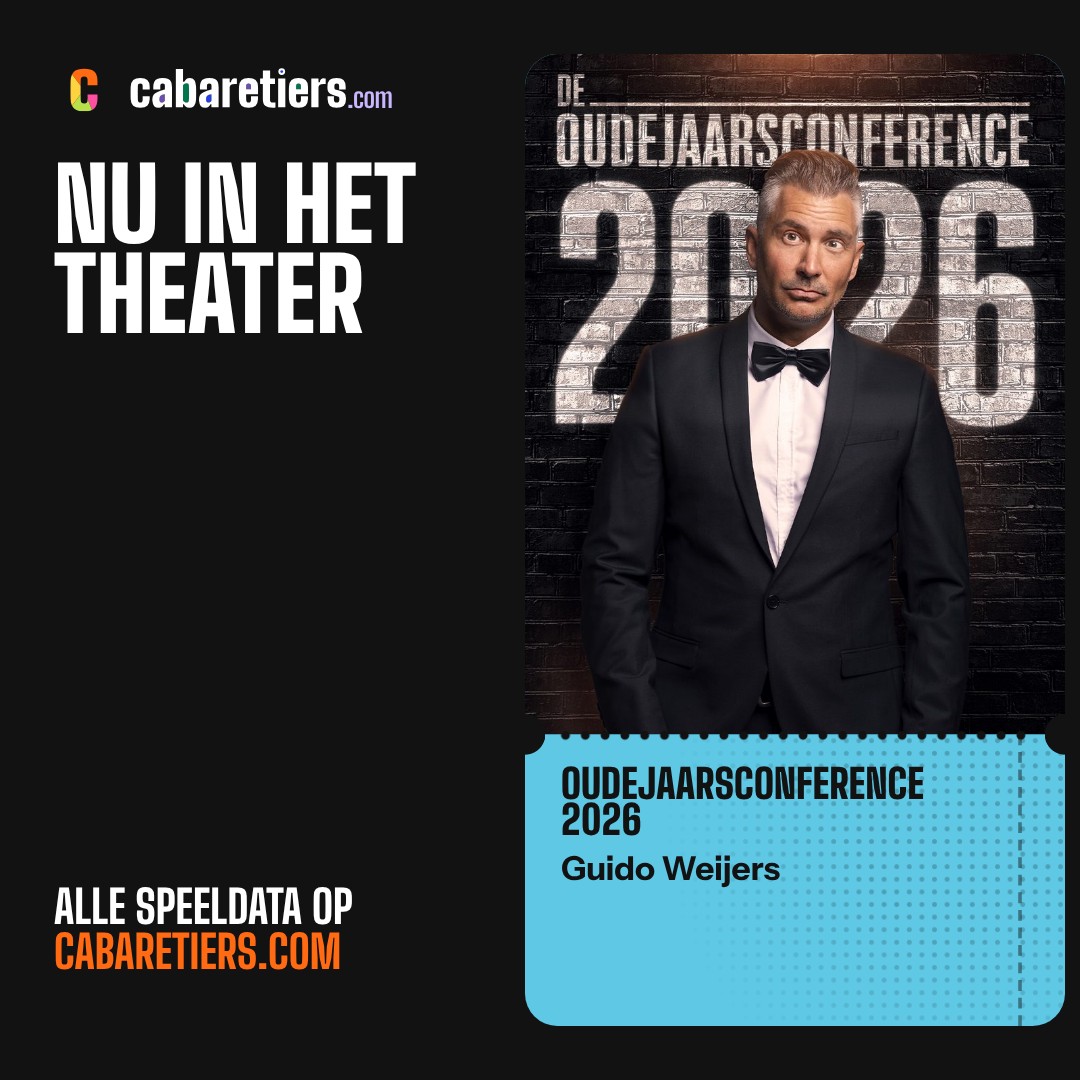 cabaretiers.com
NU IN HET
THEATER
DE
OUDEJAARSCONFERENCE
2026
OUDEJAARSCONFERENCE
2026
Guido Weijers
ALLE SPEELDATA OP
CABARETIERS.COM